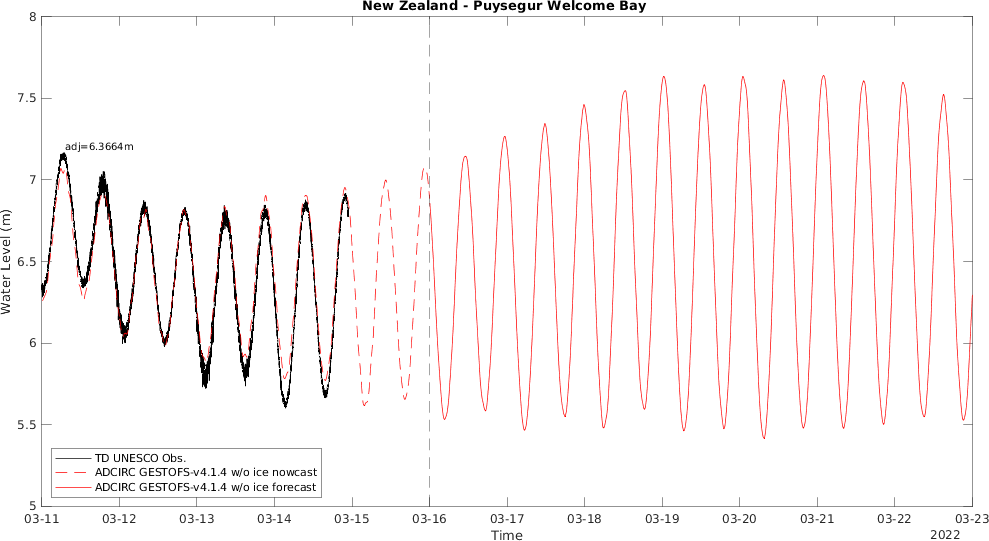 New Zealand - Puysegur Welcome Bay
8
7.5
7
6.5
6
5.5
5
Water Level (m)
adj=6.3664m
TD UNESCO Obs.
ADCIRC GESTOFS-v4.1.4 w/o ice nowcast
ADCIRC GESTOFS-v4.1.4 w/o ice forecast
03-11 03-12 03-13 03-14 03-15 03-16 03-17 03-18 03-19 03-20 03-21 03-22 03-23
Time
2022